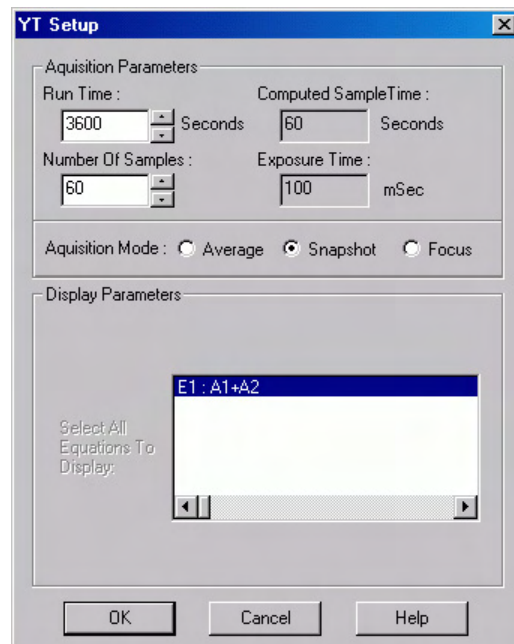 YT Setup
Aquisition Parameters
Run Time :
Computed SampleTime :
3600
Seconds
60
Seconds
Number Of Samples :
Exposure Time :
60
100
mSec
Aquisition Mode :
Average
Snapshot
Focus
Display Parameters
E1 : A1+A2
Select All
Equations To
Display:
OK
Cancel
Help